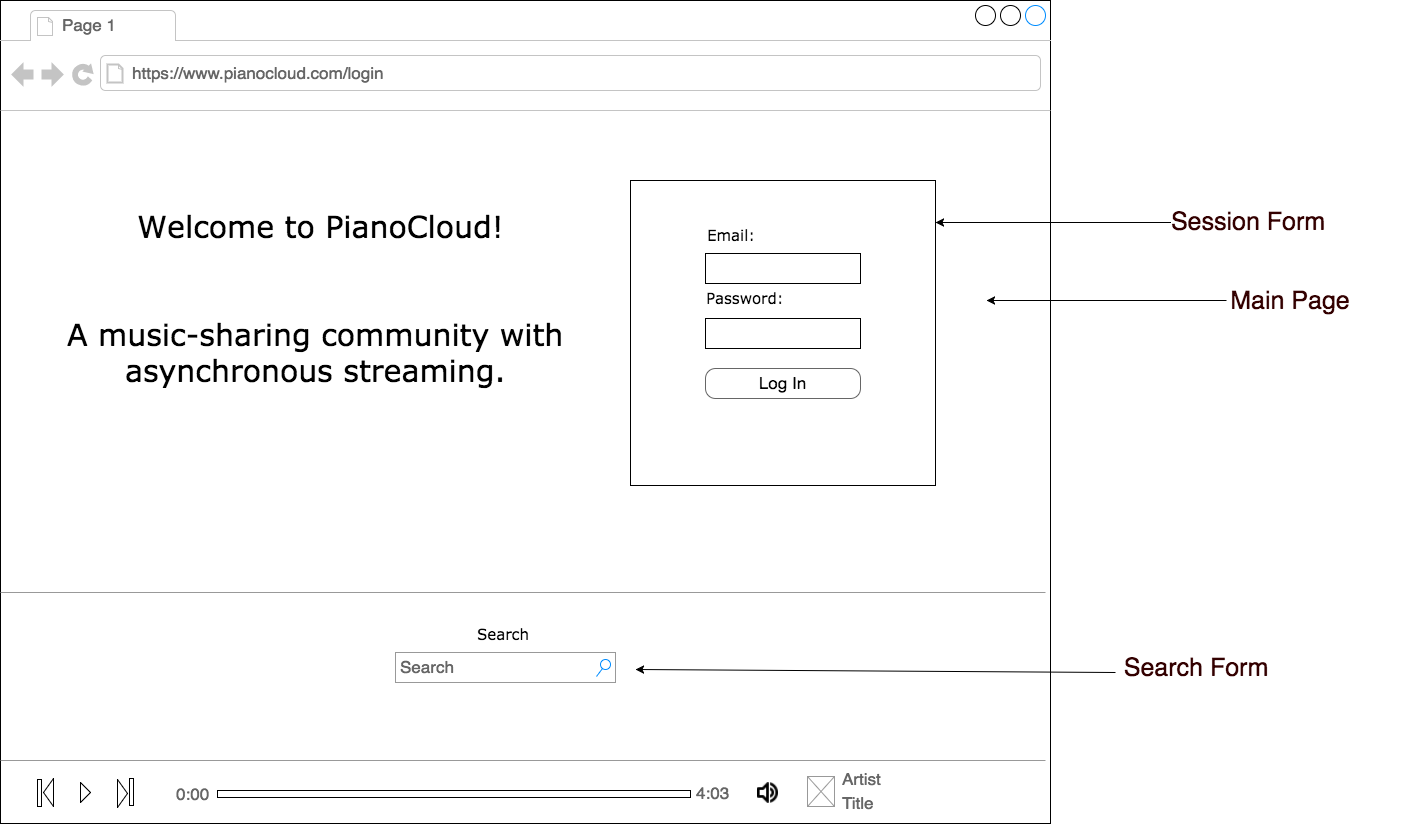 Page 1
https://www.pianocloud.com/login
Welcome to PianoCloud!
A music-sharing community with
asynchronous streaming.
Email:
Password:
Log In
Session Form
Main Page
Search
Search
Search Form
0:00
4:03
Artist
Title